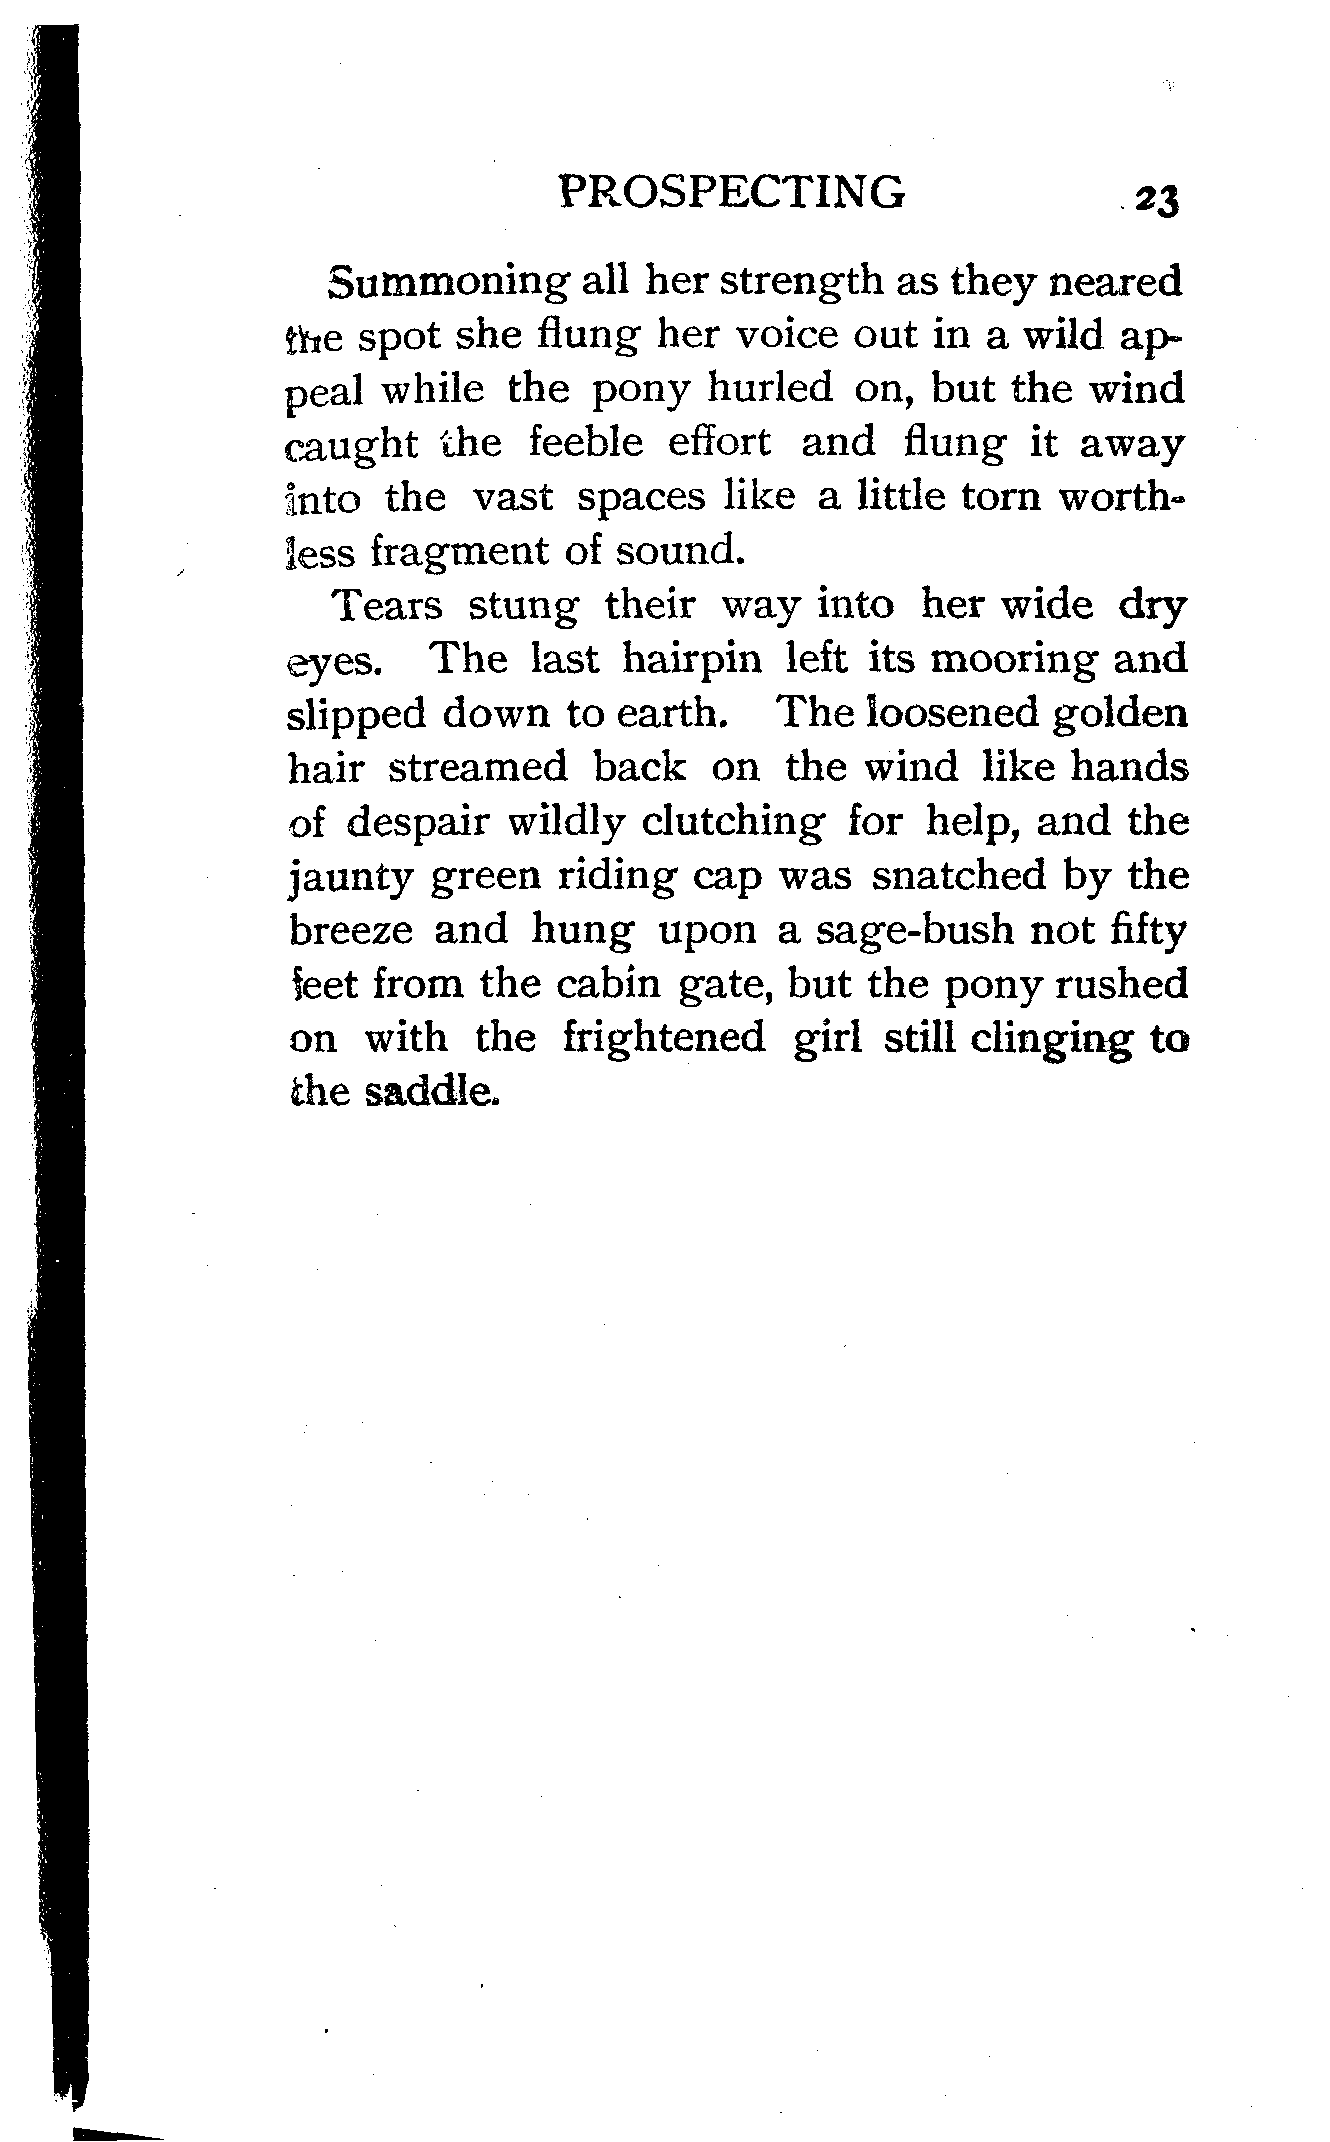 PROSPECTING 23
Summoning all her strength as they neared
the spot she flung her voice out in a wild ap-
peal while the pony hurled on, but the wind
caught the feeble effort and flung it away
into the vast spaces like a little torn worth-
less fragment of sound.
Tears stung their way into her wide dry
eyes. The last hairpin left its mooring and
slipped down to earth. The loosened golden
hair streamed back on the wind like hands
of despair wildly clutching for help, and the
jaunty green riding cap was snatched by the
breeze and hung upon a sage-bush not fifty
feet from the cabin gate, but the pony rushed
on with the frightened girl still clinging to
the saddle.